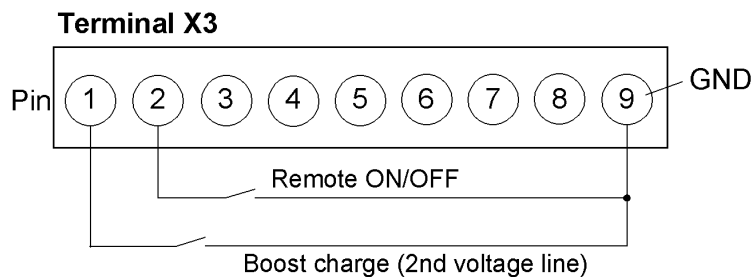 Terminal X3
Pin 1 2 3 4 5 6 7 8 9 GND
Remote ON/OFF
Boost charge (2nd voltage line)